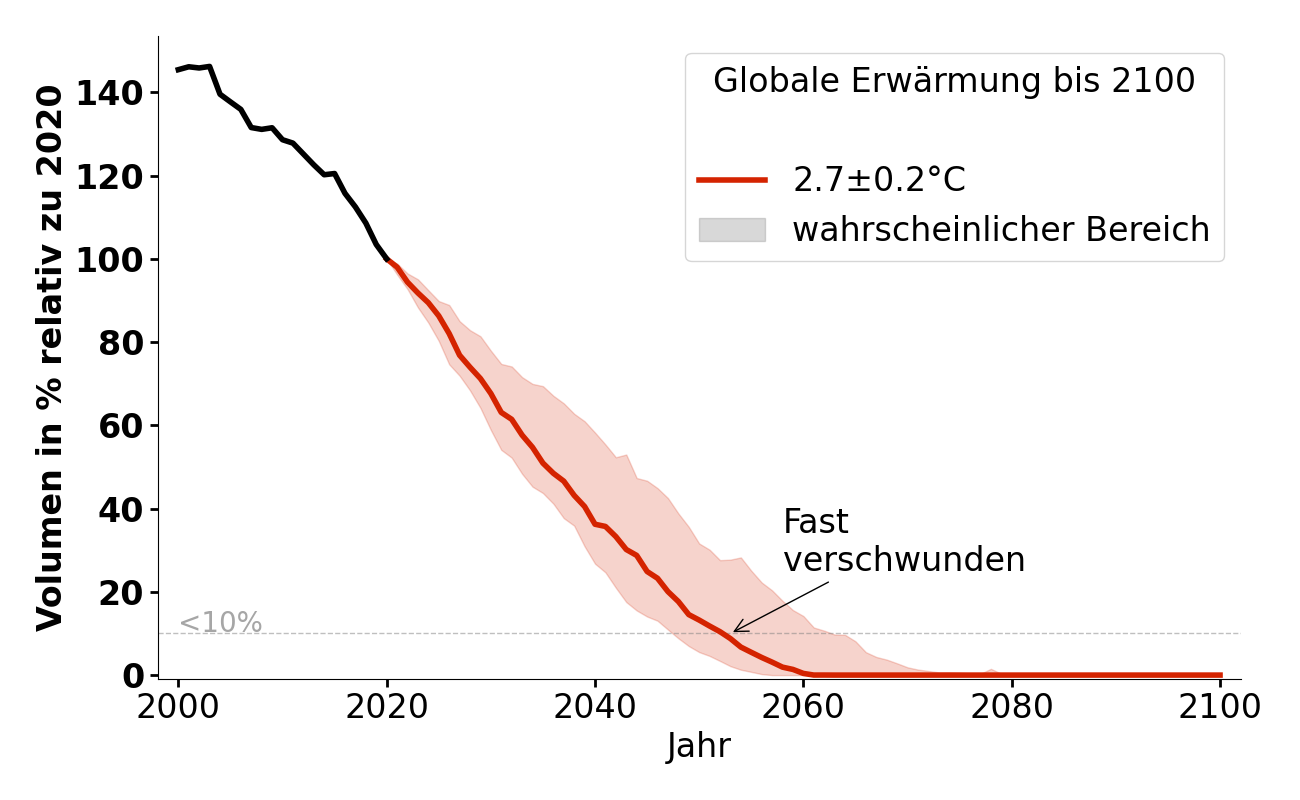 Volumen in % relativ zu 2020
140
120
100
80
60
40
20
0
Globale Erwärmung bis 2100
2.7±0.2°C
wahrscheinlicher Bereich
Fast
verschwunden
<10%
2000 2020 2040 2060 2080 2100
Jahr